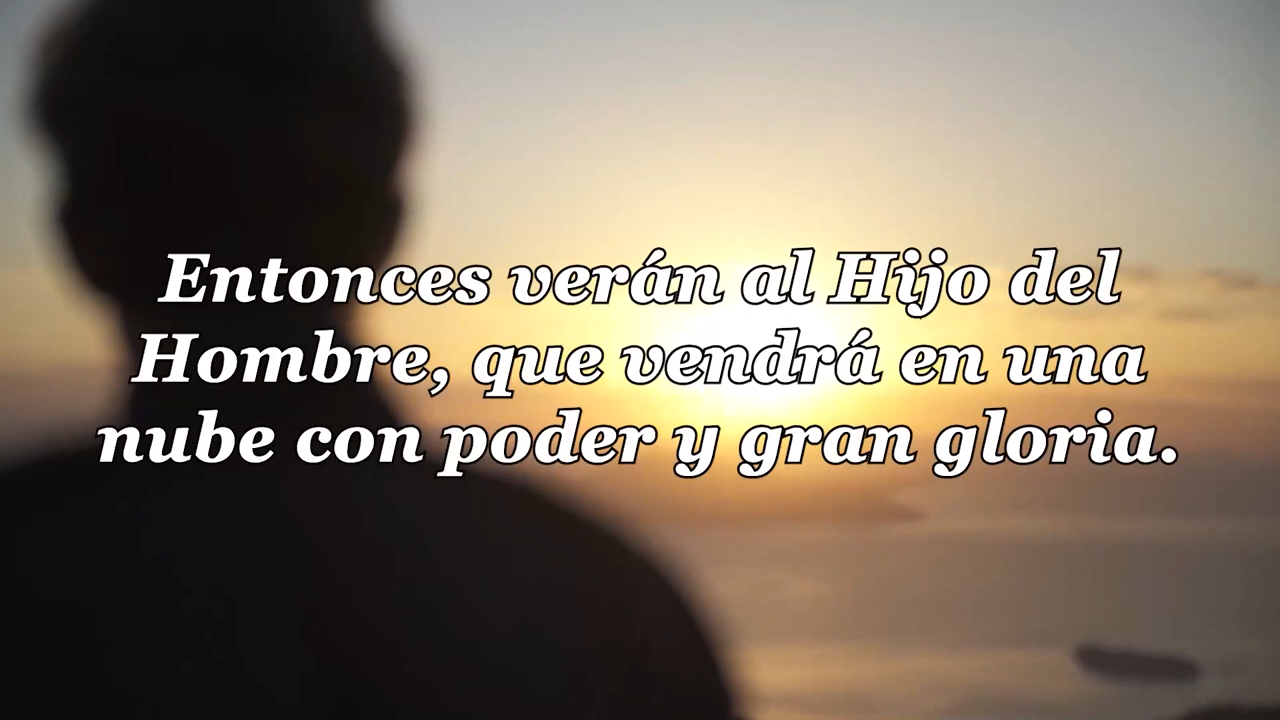 Entonces verán al Hijo del
Hombre, que vendrá en una
nube con poder y gran gloria.